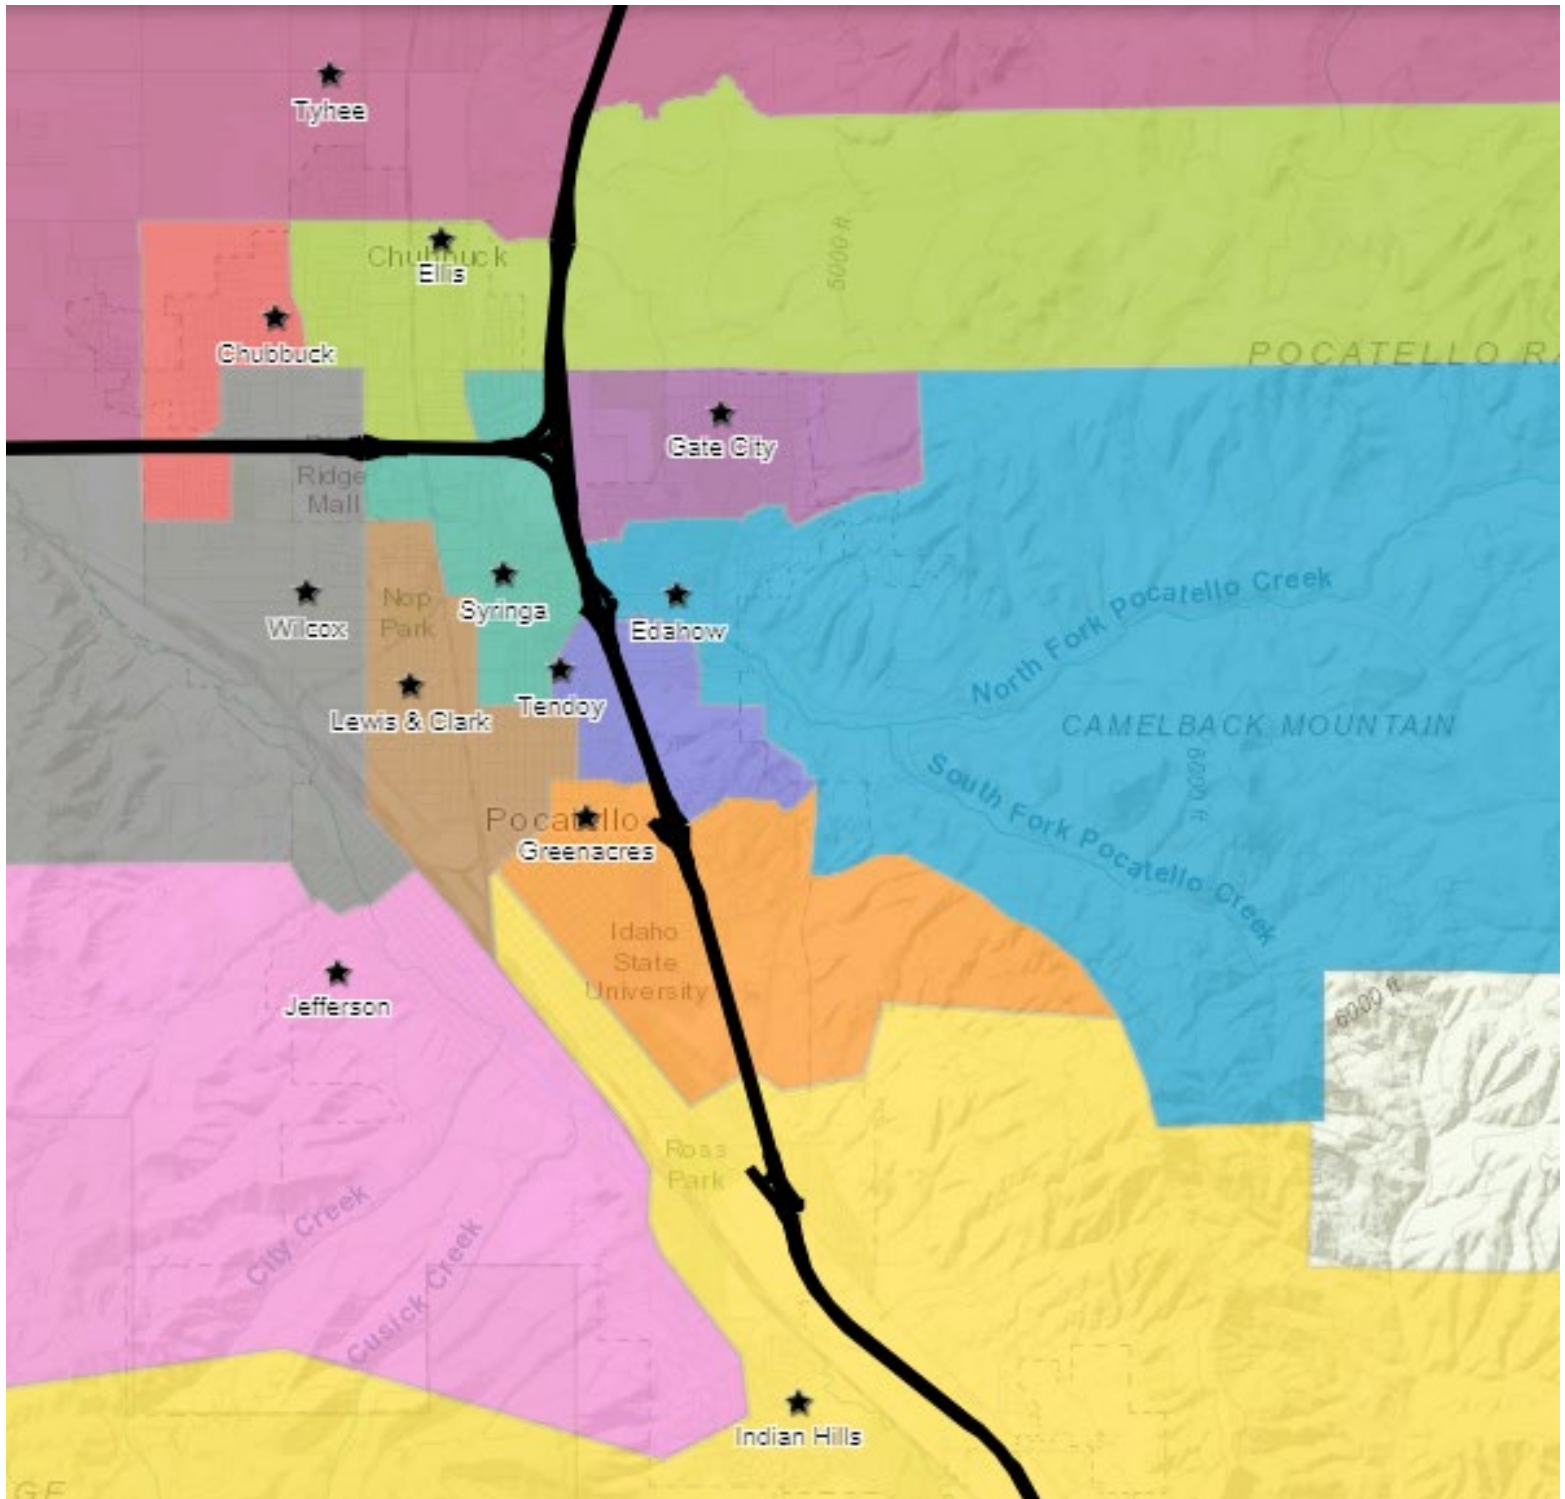 Tyhee
Chubbuck
Ellis
6000 ft
Chubbuck
POCATELLO RA
Gate City
Ridge
Mall
Nop
Park
Syringa
Wilcox
Edahow
North Fork Pocatello Creek
Lewis & Clark
Tendoy
CAMELBACK MOUNTAIN
6000 ft
South Fork Pocatello Creek
Pocatello
Greenacres
Idaho
State
University
Jefferson
6000 ft
Ross
Park
City Creek
Cusick Creek
Indian Hills
GE